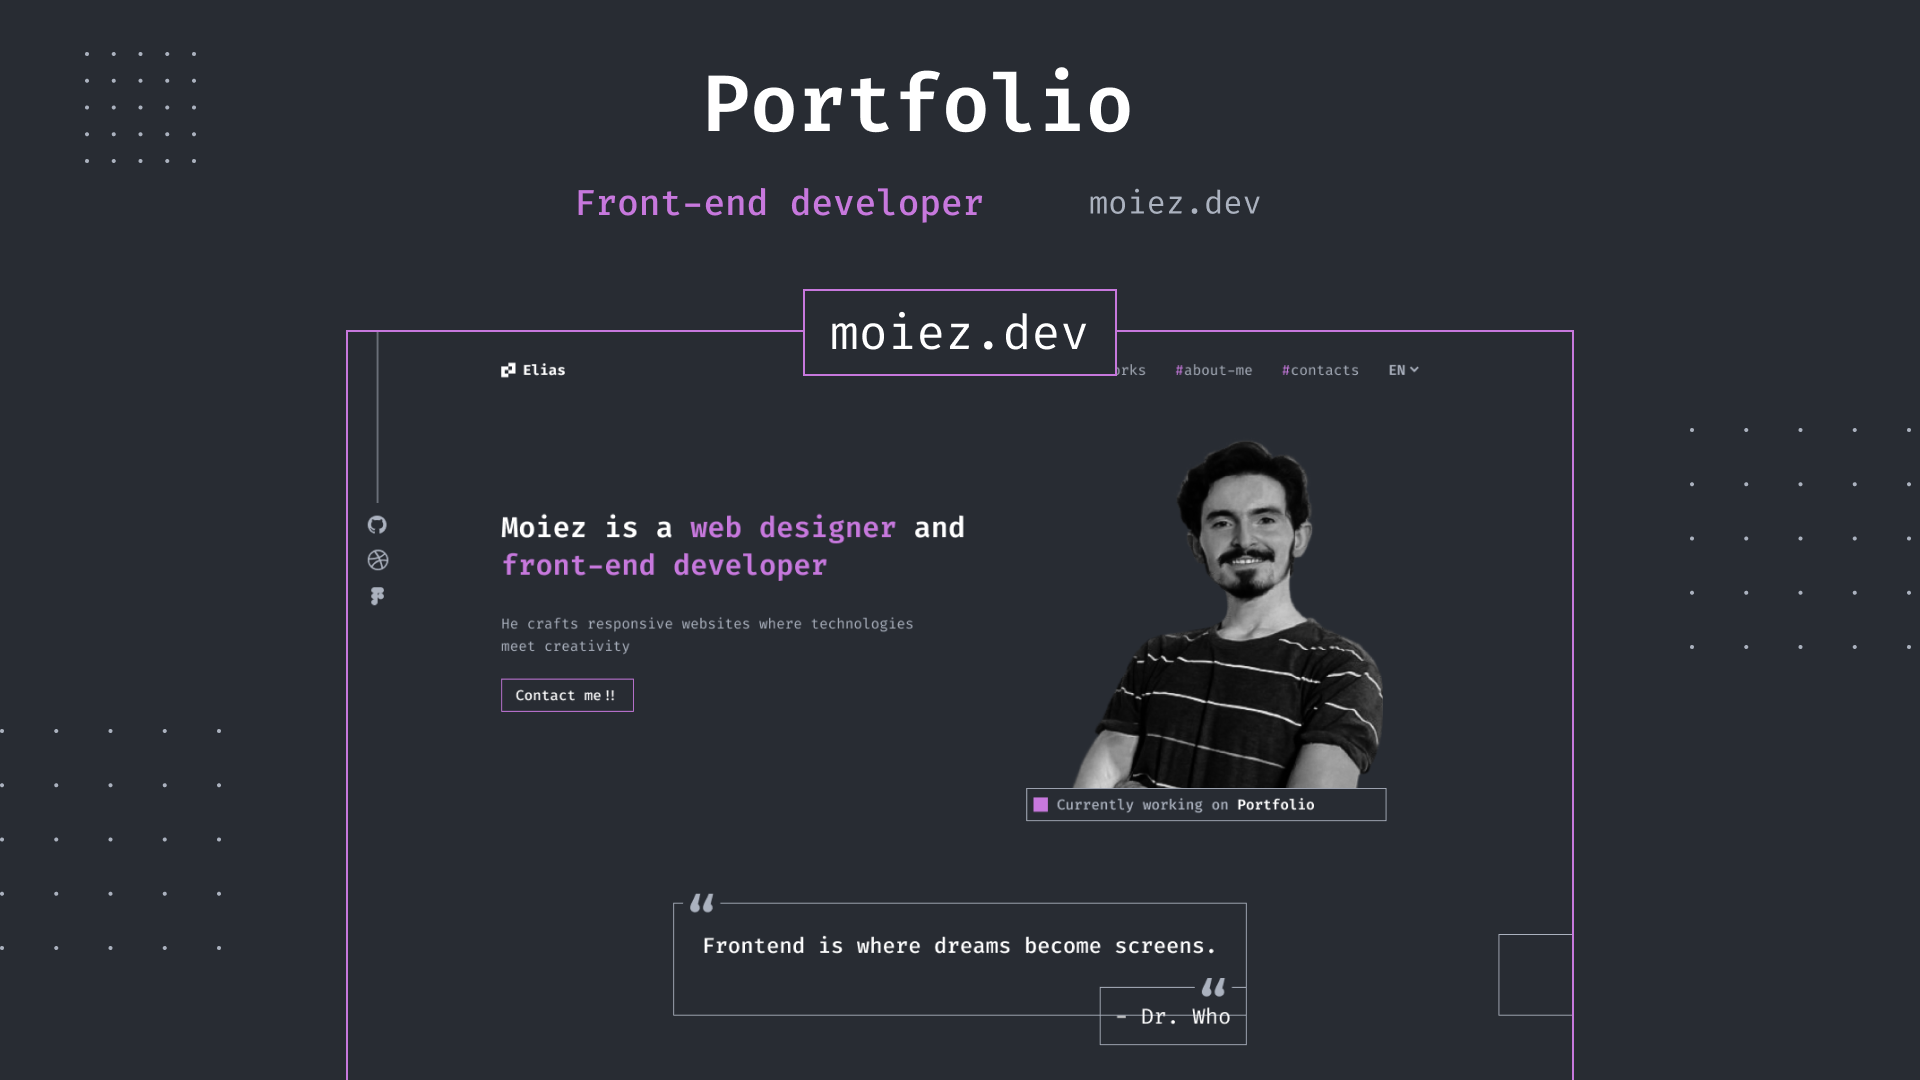 Portfolio
Front-end developer moiez.dev
moiez.dev
Elias #about-me #contacts EN
Moiez is a web designer and
front-end developer
He crafts responsive websites where technologies
meet creativity
Contact me!!
Currently working on Portfolio
“
Frontend is where dreams become screens.
“
- Dr. Who